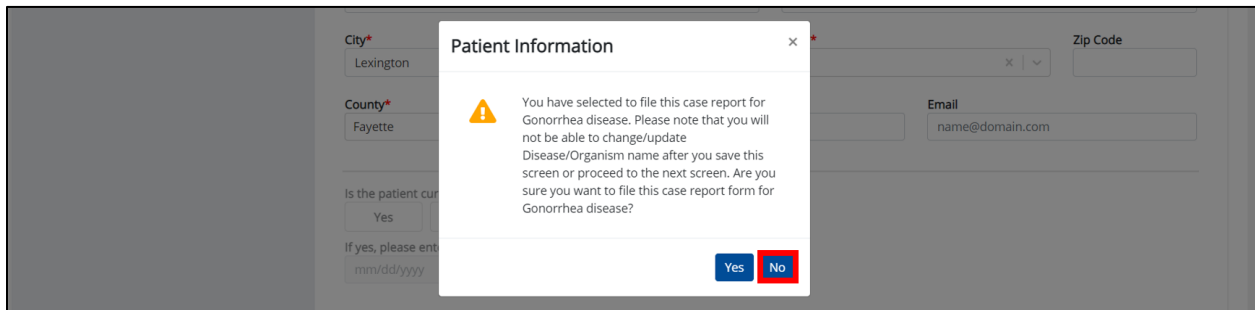 City*
Lexington
Patient Information
×
*
×
Zip Code
County*
Fayette
You have selected to file this case report for
Gonorrhea disease. Please note that you will
not be able to change/update
Disease/Organism name after you save this
screen or proceed to the next screen. Are you
sure you want to file this case report form for
Gonorrhea disease?
Email
name@domain.com
Is the patient cur
Yes
If yes, please ent
mm/dd/yyyy
Yes
No